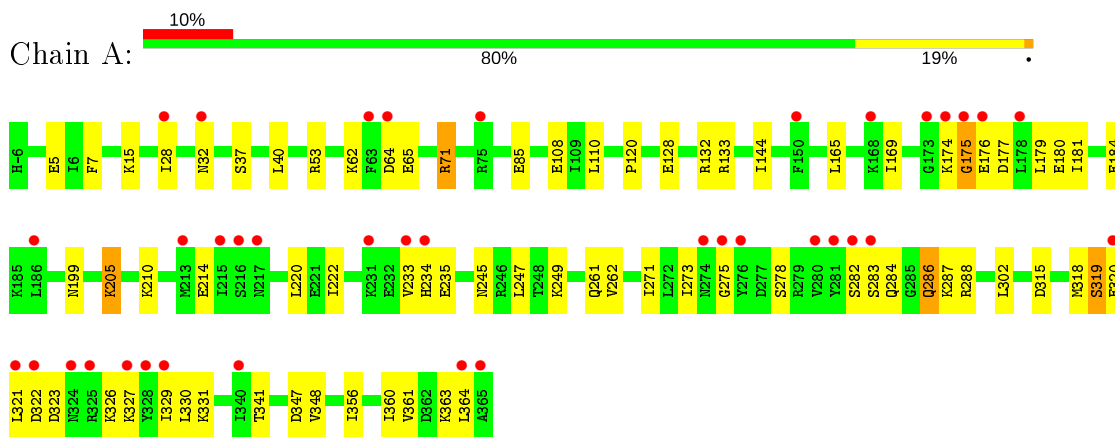 10%
Chain A:
80% 19% •
H-6 E5 I6 F7 K15 I28 N32 S37 L40 R53 K62 F63 D64 E65 R71 R75 E85 E108 I109 L110 P120 E128 R132 R133 I144 F150 L165 K168 I169 G173 K174 G175 E176 D177 L178 L179 E180 I181 E184
K185 L186 N199 K205 K210 M213 E214 I215 S216 N217 L220 E221 I222 K231 E232 V233 H234 E235 N245 R246 L247 T248 K249 Q261 V262 I271 L272 I273 N274 G275 Y276 D277 S278 R279 V280 Y281 S282 S283 Q284 G285 Q286 K287 R288 L302 D315 M318 S319 E320
L321 D322 D323 N324 R325 K326 K327 Y328 I329 L330 K331 I340 T341 D347 V348 I356 I360 V361 D362 K363 L364 A365